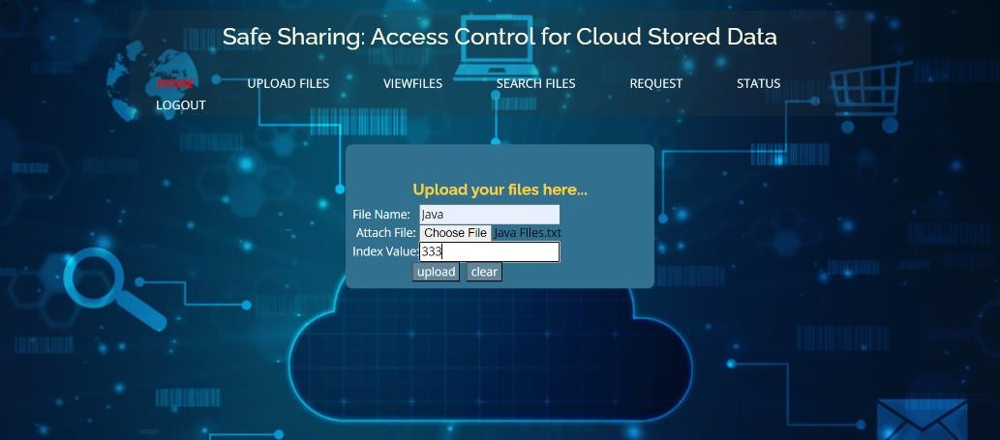 Safe Sharing: Access Control for Cloud Stored Data
HOME UPLOAD FILES VIEWFILES SEARCH FILES REQUEST STATUS
LOGOUT
Upload your files here...
File Name: Java
Attach File: Choose File Java FIles.txt
Index Value: 333
upload clear